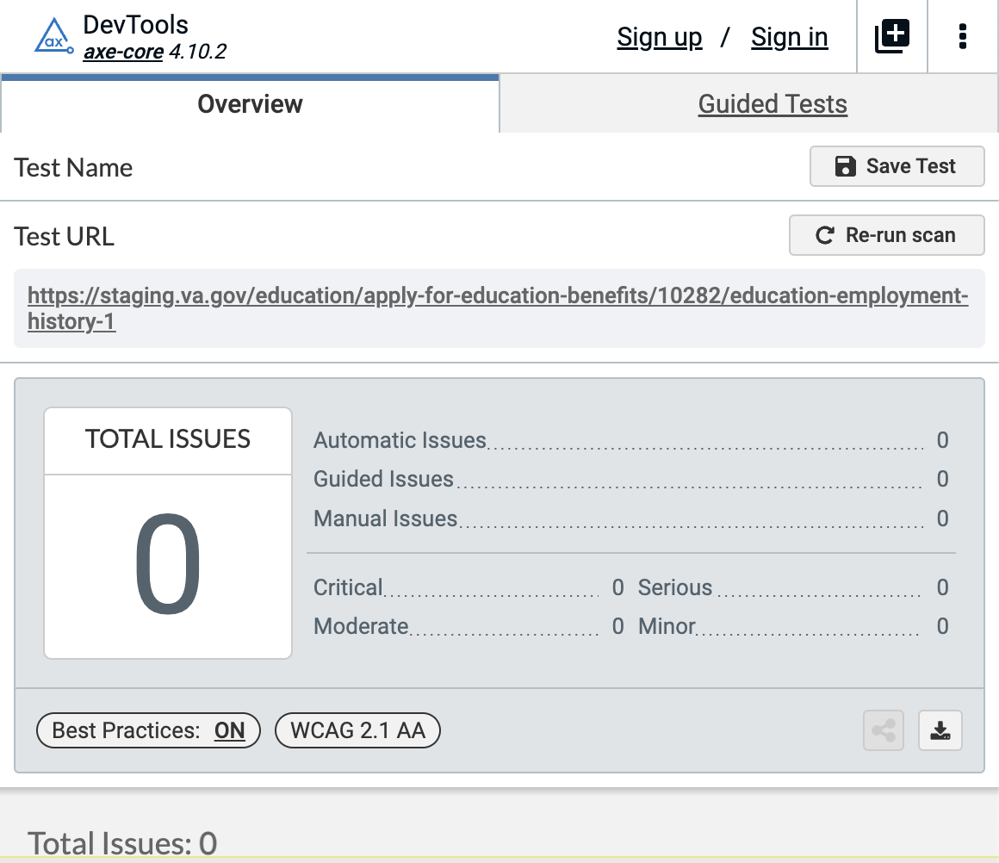 ax
DevTools
axe-core 4.10.2
Sign up / Sign in
Overview
Guided Tests
Test Name
Save Test
Test URL
Re-run scan
https://staging.va.gov/education/apply-for-education-benefits/10282/education-employment-
history-1
TOTAL ISSUES
0
Automatic Issues 0
Guided Issues 0
Manual Issues 0
Critical 0 Serious 0
Moderate 0 Minor 0
Best Practices: ON
WCAG 2.1 AA
Total Issues: 0